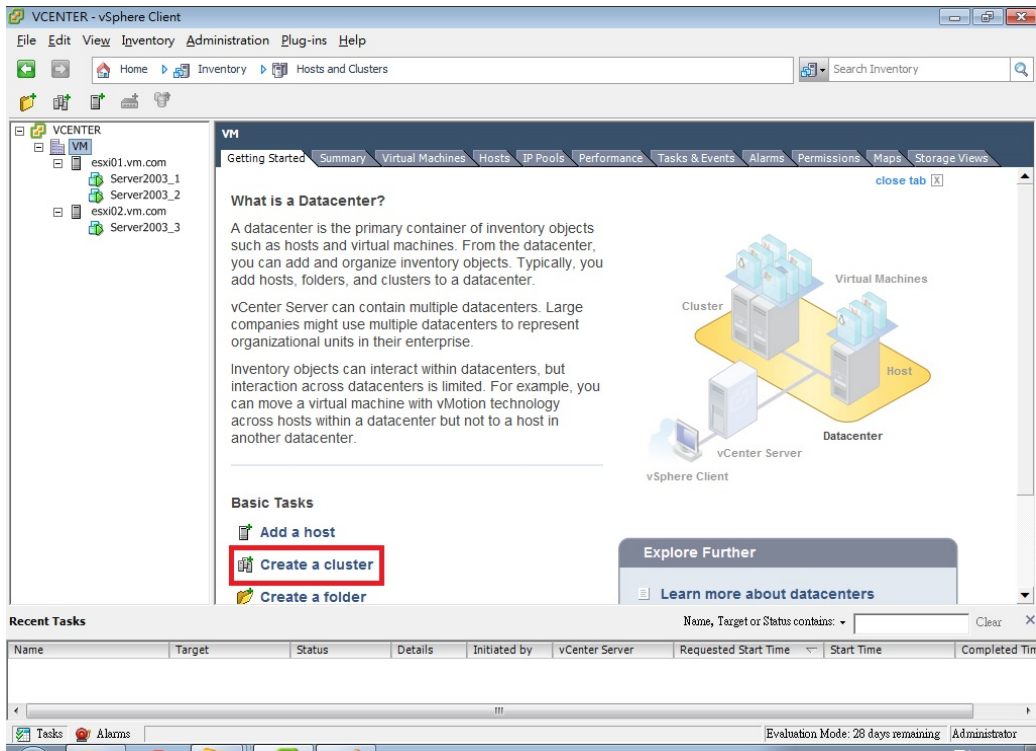 VCENTER - vSphere Client
File Edit View Inventory Administration Plug-ins Help
Home Inventory Hosts and Clusters
Search Inventory
VCENTER
VM
esxi01.vm.com
Server2003_1
Server2003_2
esxi02.vm.com
Server2003_3
VM
Getting Started Summary Virtual Machines Hosts IP Pools Performance Tasks & Events Alarms Permissions Maps Storage Views
close tab X
What is a Datacenter?
A datacenter is the primary container of inventory objects
such as hosts and virtual machines. From the datacenter,
you can add and organize inventory objects. Typically, you
add hosts, folders, and clusters to a datacenter.
vCenter Server can contain multiple datacenters. Large
companies might use multiple datacenters to represent
organizational units in their enterprise.
Inventory objects can interact within datacenters, but
interaction across datacenters is limited. For example, you
can move a virtual machine with vMotion technology
across hosts within a datacenter but not to a host in
another datacenter.
Virtual Machines
Cluster
Host
Datacenter
vCenter Server
vSphere Client
Basic Tasks
Add a host
Create a cluster
Create a folder
Explore Further
Learn more about datacenters
Recent Tasks
Name, Target or Status contains:
Clear
Name Target Status Details Initiated by vCenter Server Requested Start Time Start Time Completed Tim
Tasks Alarms
Evaluation Mode: 28 days remaining Administrator